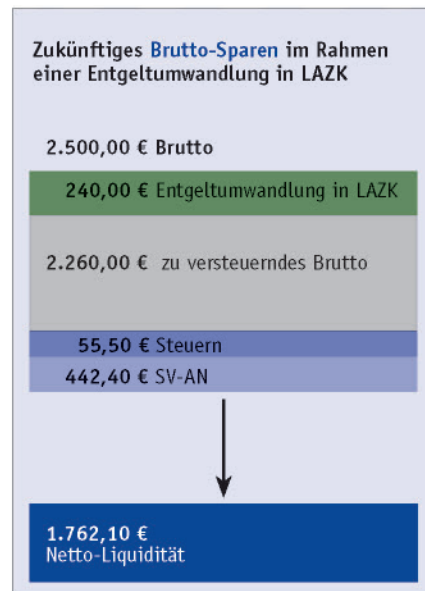 Zukünftiges Brutto-Sparen im Rahmen
einer Entgeltumwandlung in LAZK
2.500,00 € Brutto
240,00 € Entgeltumwandlung in LAZK
2.260,00 € zu versteuerndes Brutto
55,50 € Steuern
442,40 € SV-AN
1.762,10 €
Netto-Liquidität